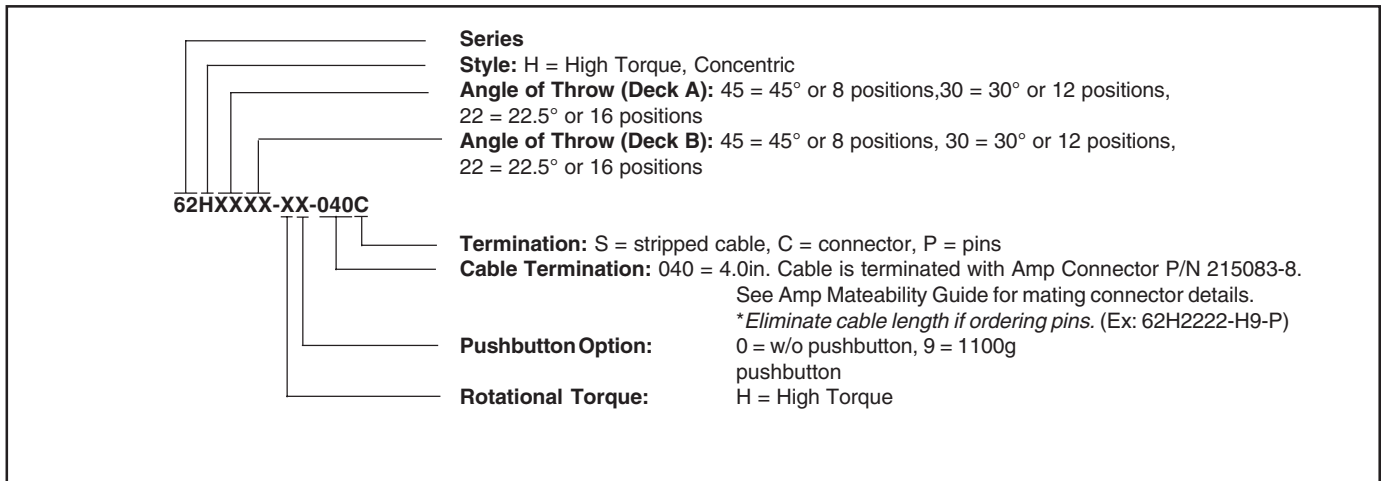 Series
Style: H = High Torque, Concentric
Angle of Throw (Deck A): 45 = 45° or 8 positions,30 = 30° or 12 positions,
22 = 22.5° or 16 positions
Angle of Throw (Deck B): 45 = 45° or 8 positions, 30 = 30° or 12 positions,
22 = 22.5° or 16 positions
62HXXXX-XX-040C
Termination: S = stripped cable, C = connector, P = pins
Cable Termination: 040 = 4.0in. Cable is terminated with Amp Connector P/N 215083-8.
See Amp Mateability Guide for mating connector details.
*Eliminate cable length if ordering pins. (Ex: 62H2222-H9-P)
Pushbutton Option: 0 = w/o pushbutton, 9 = 1100g
pushbutton
Rotational Torque: H = High Torque